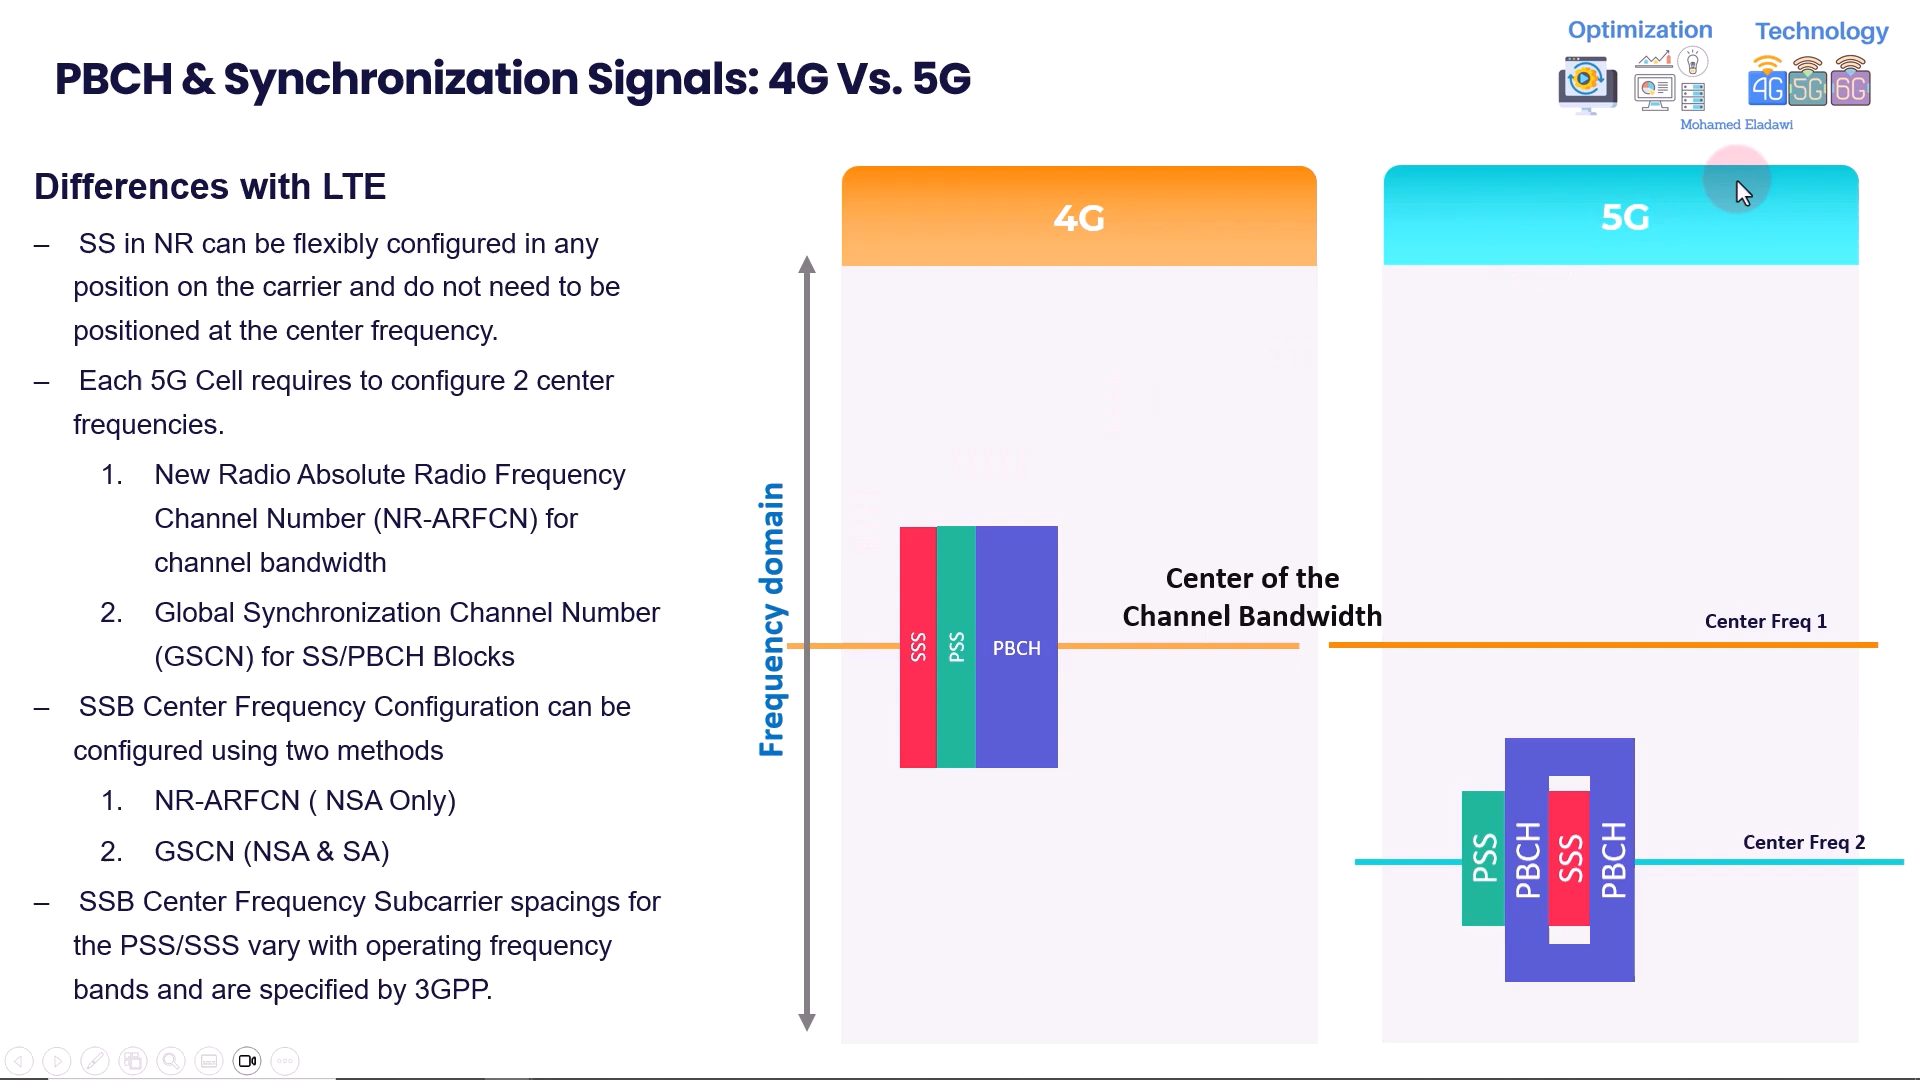 Optimization
Technology
4G 5G 6G
Mohamed Eladawi
PBCH & Synchronization Signals: 4G Vs. 5G
Differences with LTE
– SS in NR can be flexibly configured in any
position on the carrier and do not need to be
positioned at the center frequency.
– Each 5G Cell requires to configure 2 center
frequencies.
1. New Radio Absolute Radio Frequency
Channel Number (NR-ARFCN) for
channel bandwidth
2. Global Synchronization Channel Number
(GSCN) for SS/PBCH Blocks
– SSB Center Frequency Configuration can be
configured using two methods
1. NR-ARFCN ( NSA Only)
2. GSCN (NSA & SA)
– SSB Center Frequency Subcarrier spacings for
the PSS/SSS vary with operating frequency
bands and are specified by 3GPP.
Frequency domain
4G
SSS
PSS
PBCH
Center of the
Channel Bandwidth
5G
Center Freq 1
Center Freq 2
PSS
PBCH
SSS
PBCH